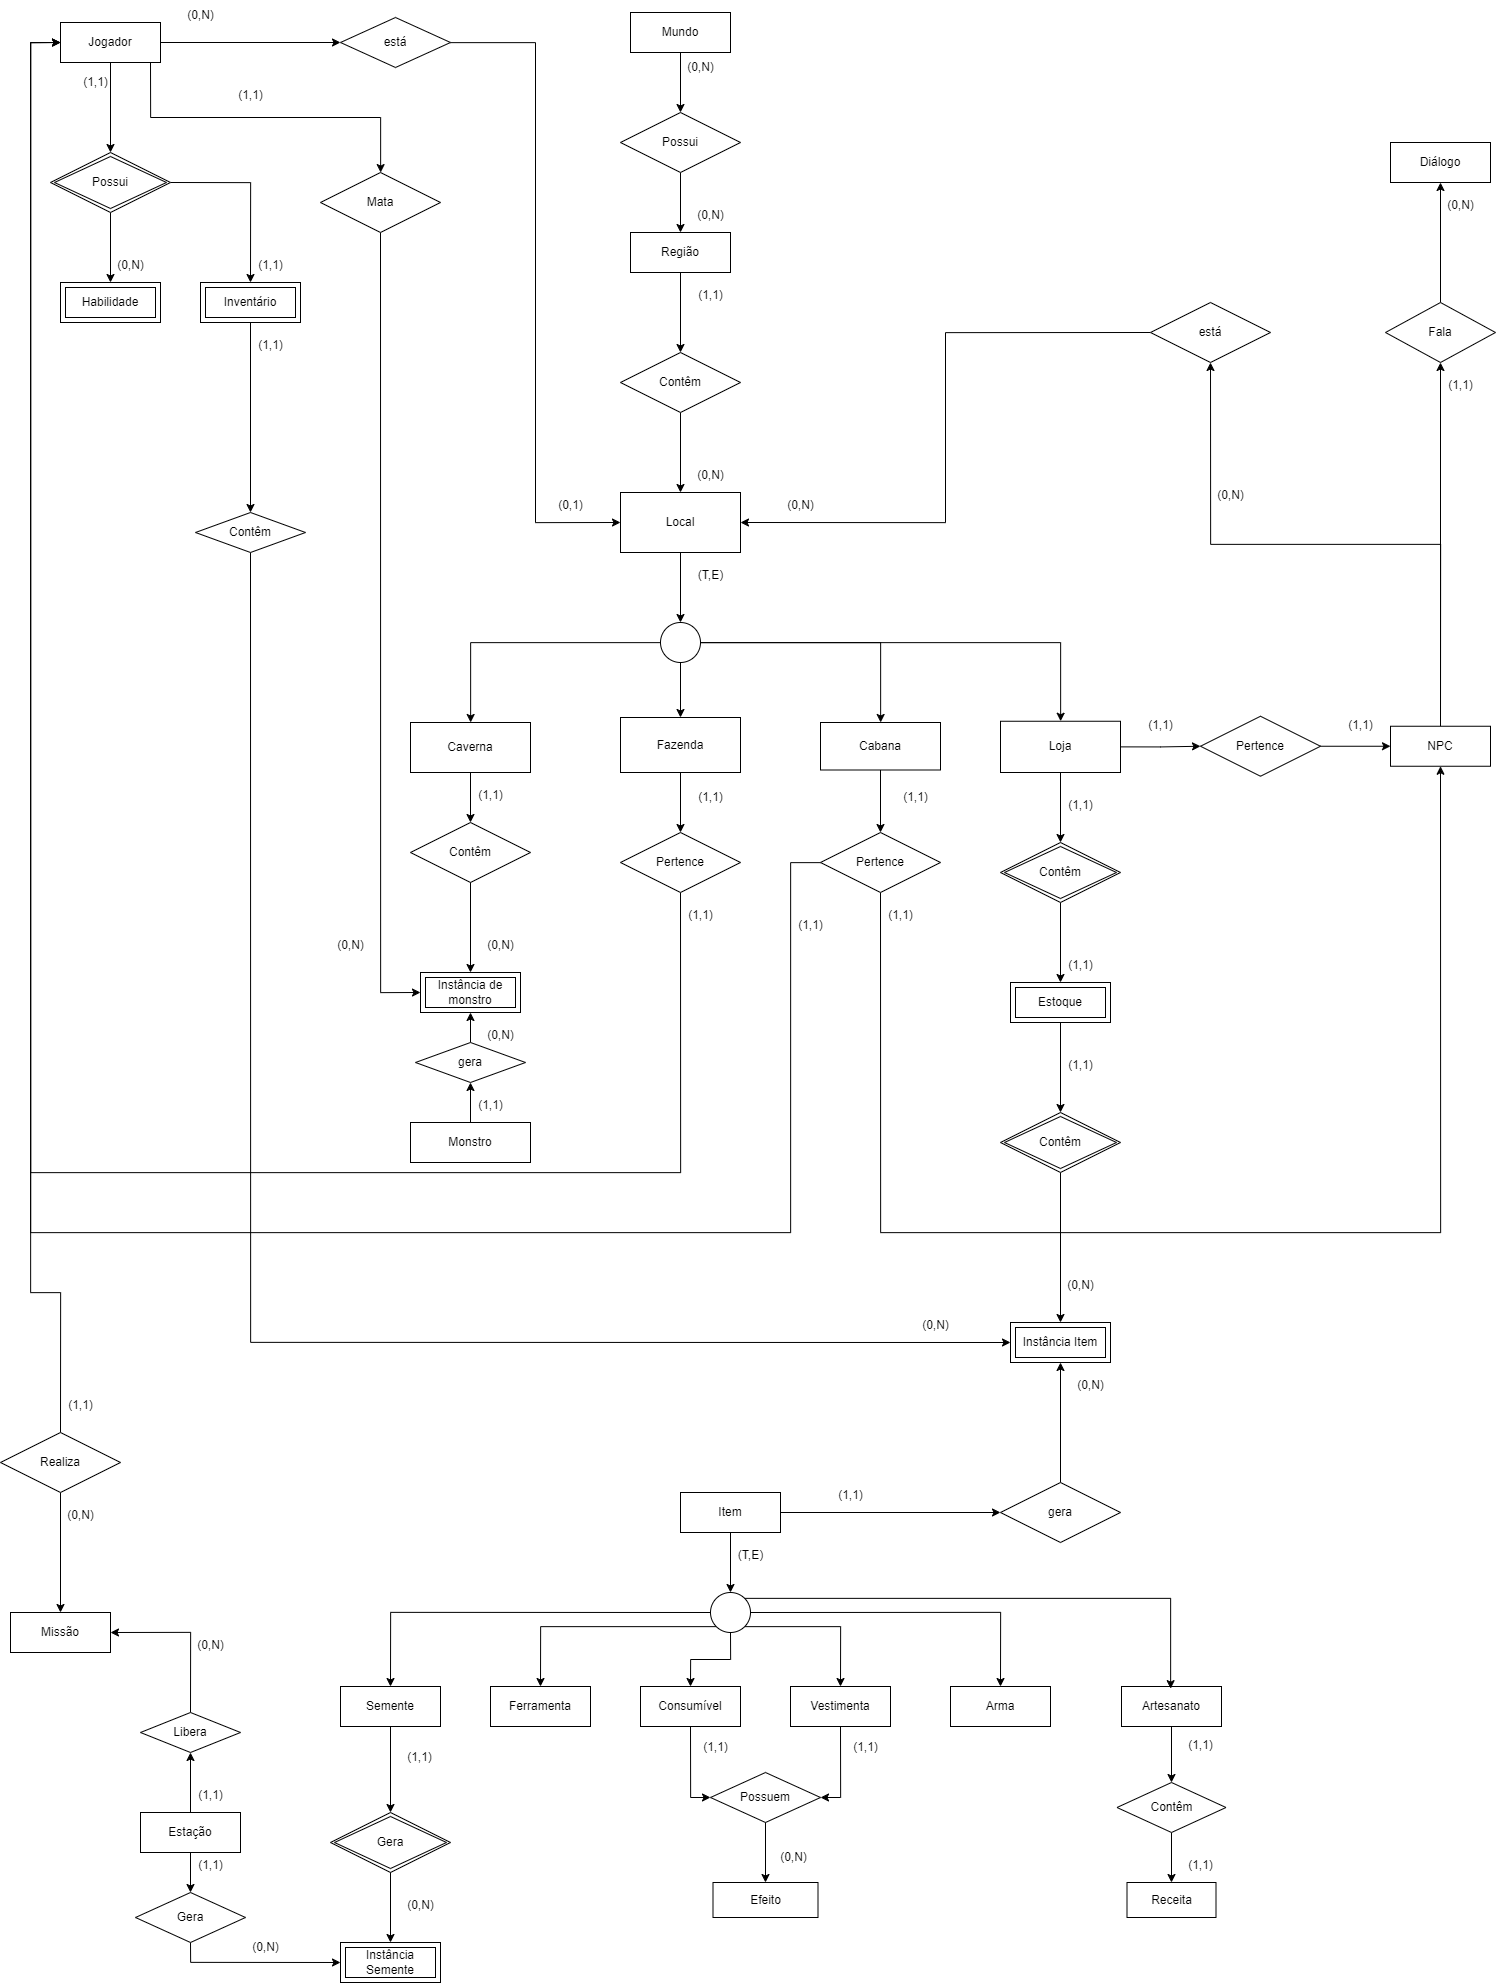 (0,N)
Jogador
está
Mundo
(0,N)
(1,1)
(1,1)
Possui
Diálogo
Possui
Mata
(0,N)
(0,N)
Região
(0,N)
(1,1)
Habilidade
Inventário
(1,1)
(1,1)
está
Fala
Contêm
(1,1)
(0,N)
(0,N)
(0,1)
(0,N)
Local
Contêm
(T,E)
(1,1)
(1,1)
Caverna
Fazenda
Cabana
Loja
Pertence
NPC
(1,1)
(1,1)
(1,1)
(1,1)
Contêm
Pertence
Pertence
Contêm
(1,1)
(1,1)
(1,1)
(0,N)
(0,N)
(1,1)
Instância de
monstro
Estoque
(0,N)
gera
(1,1)
(1,1)
Monstro
Contêm
(0,N)
(0,N)
Instância Item
(0,N)
(1,1)
Realiza
(1,1)
(0,N)
Item
gera
(T,E)
Missão
(0,N)
Semente
Ferramenta
Consumível
Vestimenta
Arma
Artesanato
Libera
(1,1)
(1,1)
(1,1)
(1,1)
(1,1)
Possuem
Contêm
Estação
Gera
(1,1)
(0,N)
(1,1)
Efeito
Receita
(0,N)
Gera
(0,N)
Instância
Semente